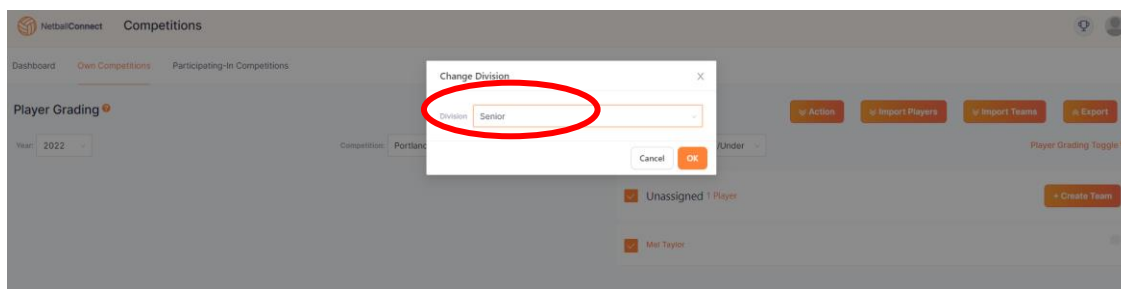 NetballConnect Competitions
Dashboard Own Competitions Participating-In Competitions
Change Division X
Player Grading ?
Division Senior
Action Import Players Import Teams Export
Year: 2022 Competition: Portland /Under Player Grading Toggle
Cancel OK
Unassigned 1 Player + Create Team
Mel Taylor